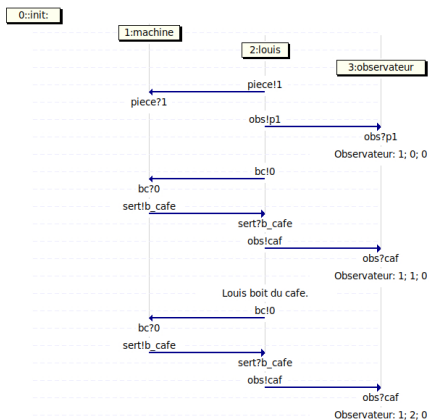 0::init:
1:machine
2:louis
3:observateur
piece!1
piece?1
obs!p1
obs?p1
Observateur: 1; 0; 0
bc!0
bc?0
sert!b_cafe
sert?b_cafe
obs!caf
obs?caf
Observateur: 1; 1; 0
Louis boit du cafe.
bc!0
bc?0
sert!b_cafe
sert?b_cafe
obs!caf
obs?caf
Observateur: 1; 2; 0